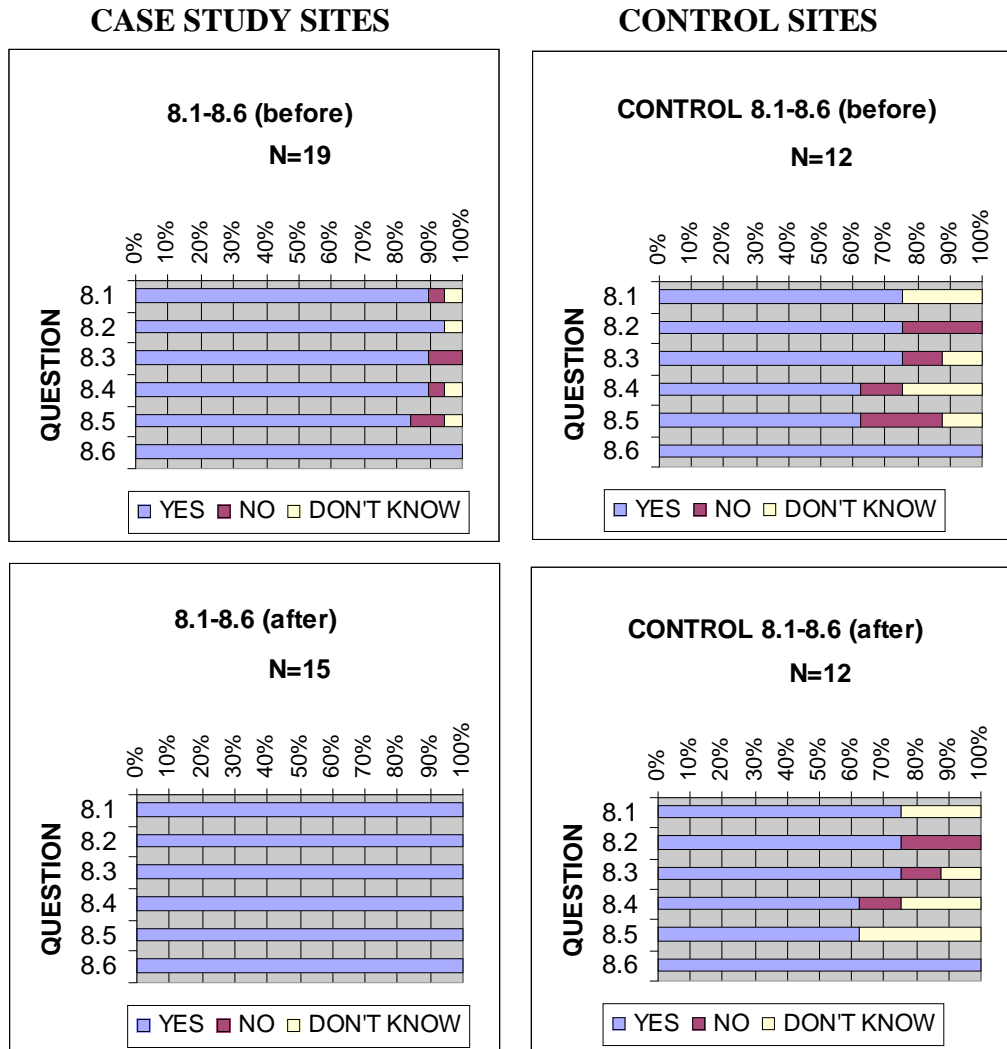 CASE STUDY SITES
CONTROL SITES
8.1-8.6 (before)
N=19
0% 10% 20% 30% 40% 50% 60% 70% 80% 90% 100%
QUESTION
8.1
8.2
8.3
8.4
8.5
8.6
YES NO DON'T KNOW
CONTROL 8.1-8.6 (before)
N=12
0% 10% 20% 30% 40% 50% 60% 70% 80% 90% 100%
QUESTION
8.1
8.2
8.3
8.4
8.5
8.6
YES NO DON'T KNOW
8.1-8.6 (after)
N=15
0% 10% 20% 30% 40% 50% 60% 70% 80% 90% 100%
QUESTION
8.1
8.2
8.3
8.4
8.5
8.6
YES NO DON'T KNOW
CONTROL 8.1-8.6 (after)
N=12
0% 10% 20% 30% 40% 50% 60% 70% 80% 90% 100%
QUESTION
8.1
8.2
8.3
8.4
8.5
8.6
YES NO DON'T KNOW